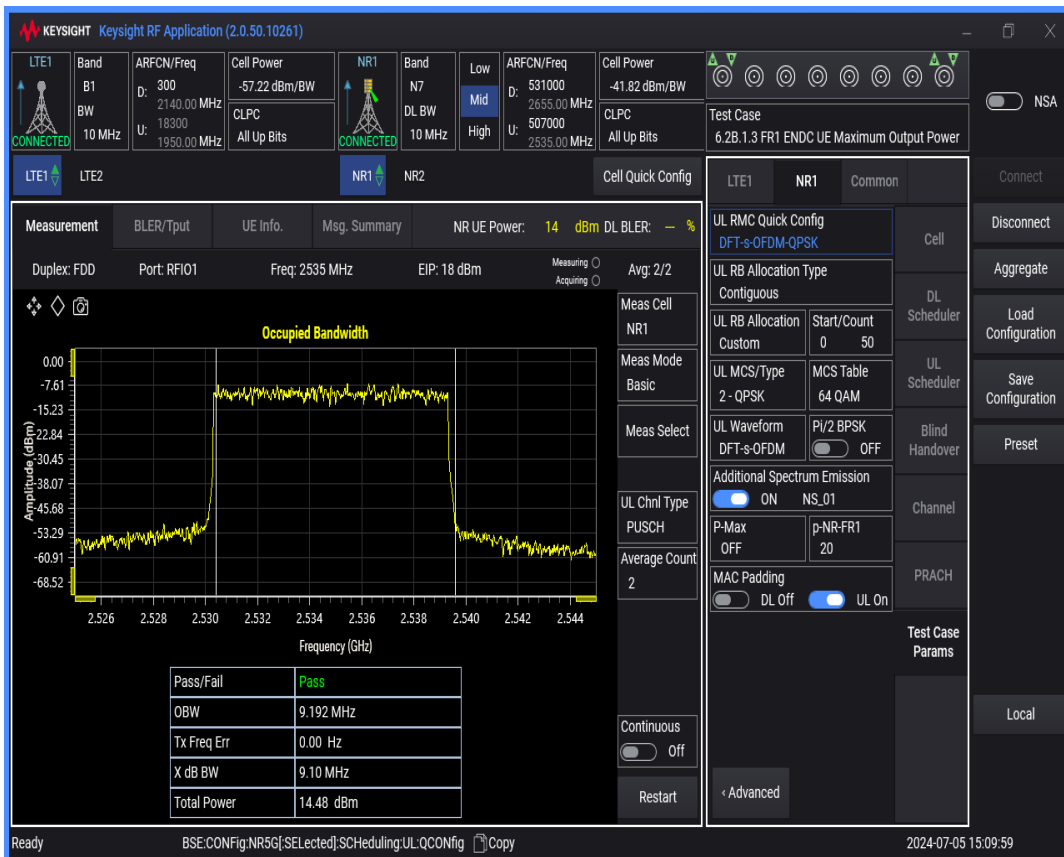 KEYSIGHT Keysight RF Application (2.0.50.10261)
LTE1 Band ARFCN/Freq Cell Power NR1 Band Low ARFCN/Freq Cell Power
B1 D: 300 -57.22 dBm/BW N7 D: 531000 -41.82 dBm/BW
2140.00 MHz 2655.00 MHz
BW CLPC DL BW Mid CLPC
U: 18300 U: 507000
CONNECTED 10 MHz 1950.00 MHz All Up Bits CONNECTED 10 MHz High 2535.00 MHz All Up Bits
Test Case
6.2B.1.3 FR1 ENDC UE Maximum Output Power
NSA
LTE1 LTE2 NR1 NR2 Cell Quick Config
Measurement BLER/Tput UE Info. Msg. Summary NR UE Power: 14 dBm DL BLER: — %
Duplex: FDD Port: RFIO1 Freq: 2535 MHz EIP: 18 dBm Measuring Avg: 2/2
Acquiring
Occupied Bandwidth
Amplitude (dBm)
0.00
-7.61
-15.23
-22.84
-30.45
-38.07
-45.68
-53.29
-60.91
-68.52
2.526 2.528 2.530 2.532 2.534 2.536 2.538 2.540 2.542 2.544
Frequency (GHz)
Pass/Fail Pass
OBW 9.192 MHz
Tx Freq Err 0.00 Hz
X dB BW 9.10 MHz
Total Power 14.48 dBm
Meas Cell
NR1
Meas Mode
Basic
Meas Select
UL Chnl Type
PUSCH
Average Count
2
Continuous
Off
Restart
LTE1 NR1 Common
UL RMC Quick Config
DFT-s-OFDM-QPSK
UL RB Allocation Type
Contiguous
UL RB Allocation Start/Count
Custom 0 50
UL MCS/Type MCS Table
2 - QPSK 64 QAM
UL Waveform Pi/2 BPSK
DFT-s-OFDM OFF
Additional Spectrum Emission
ON NS_01
P-Max p-NR-FR1
OFF 20
MAC Padding
DL Off UL On
‹ Advanced
Cell
DL
Scheduler
UL
Scheduler
Blind
Handover
Channel
PRACH
Test Case
Params
Connect
Disconnect
Aggregate
Load
Configuration
Save
Configuration
Preset
Local
Ready BSE:CONFig:NR5G[:SELected]:SCHeduling:UL:QCONfig Copy 2024-07-05 15:09:59